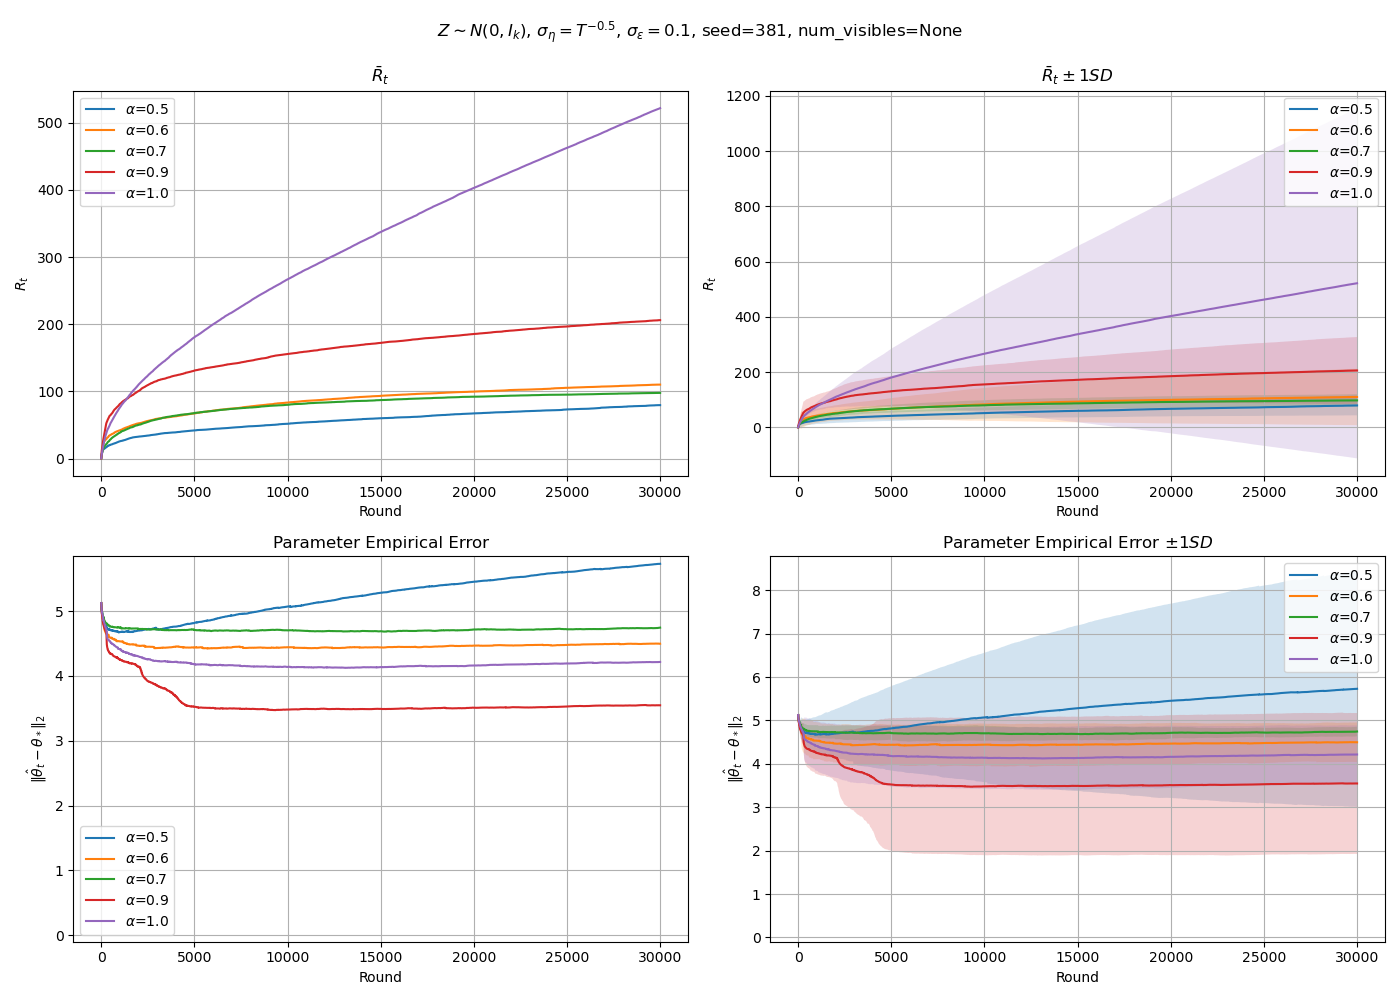 Z ~ N(0, I_k), σ_η = T^−0.5, σ_ε = 0.1, seed=381, num_visibles=None
R̄_t
α=0.5
α=0.6
α=0.7
α=0.9
α=1.0
500
400
300
200
100
0
R_t
0 5000 10000 15000 20000 25000 30000
Round
R̄_t ± 1SD
α=0.5
α=0.6
α=0.7
α=0.9
α=1.0
1200
1000
800
600
400
200
0
R_t
0 5000 10000 15000 20000 25000 30000
Round
Parameter Empirical Error
5
4
3
2
1
0
‖θ̂_t − θ_*‖_2
α=0.5
α=0.6
α=0.7
α=0.9
α=1.0
0 5000 10000 15000 20000 25000 30000
Round
Parameter Empirical Error ±1SD
α=0.5
α=0.6
α=0.7
α=0.9
α=1.0
8
7
6
5
4
3
2
1
0
‖θ̂_t − θ_*‖_2
0 5000 10000 15000 20000 25000 30000
Round